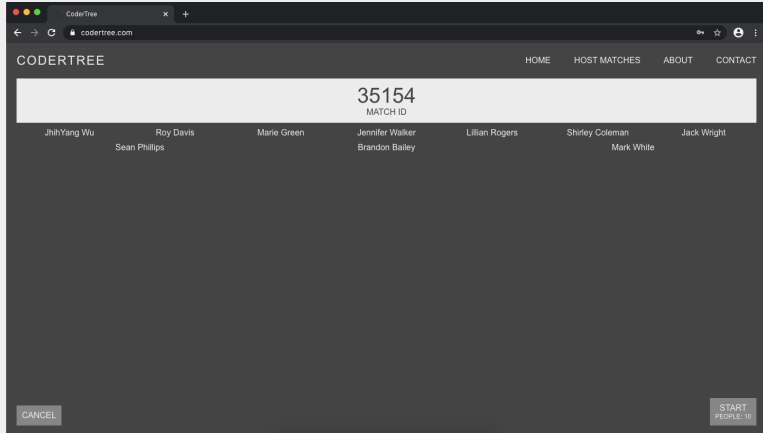 CoderTree
codertree.com
CODERTREE HOME HOST MATCHES ABOUT CONTACT
35154
MATCH ID
JhihYang Wu Roy Davis Marie Green Jennifer Walker Lillian Rogers Shirley Coleman Jack Wright
Sean Phillips Brandon Bailey Mark White
CANCEL
START
PEOPLE: 10